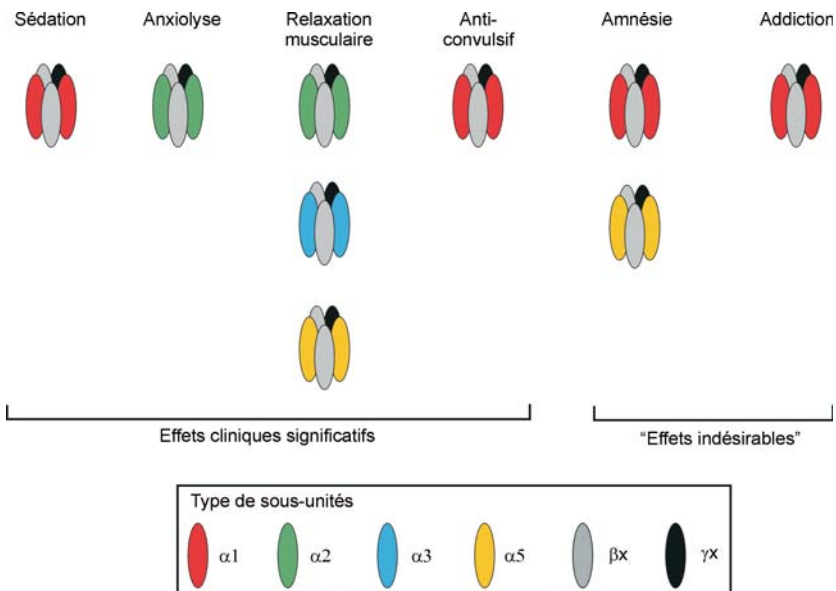 Sédation Anxiolyse Relaxation musculaire Anti-convulsif Amnésie Addiction
Effets cliniques significatifs "Effets indésirables"
Type de sous-unités
α1 α2 α3 α5 βx γx